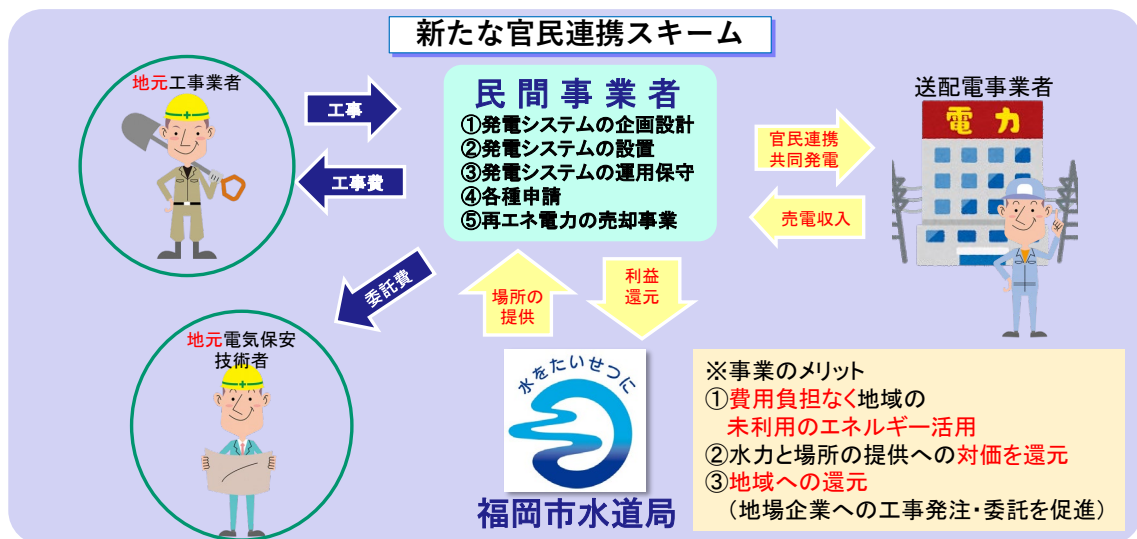 新たな官民連携スキーム
地元工事業者
工事
工事費
民間事業者
①発電システムの企画設計
②発電システムの設置
③発電システムの運用保守
④各種申請
⑤再エネ電力の売却事業
官民連携
共同発電
売電収入
送配電事業者
電力
委託費
場所の
提供
利益
還元
地元電気保安
技術者
水をたいせつに
福岡市水道局
※事業のメリット
①費用負担なく地域の
未利用のエネルギー活用
②水力と場所の提供への対価を還元
③地域への還元
（地場企業への工事発注・委託を促進）